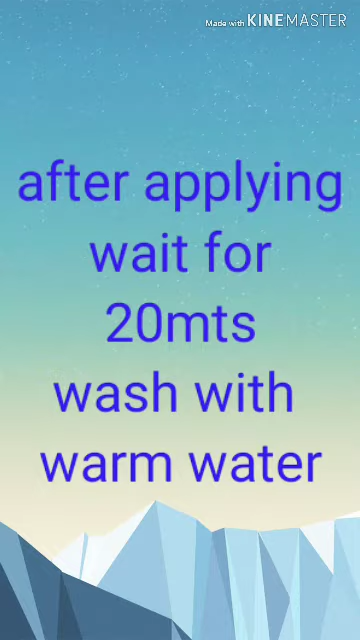 Made with KINEMASTER
after applying
wait for
20mts
wash with
warm water